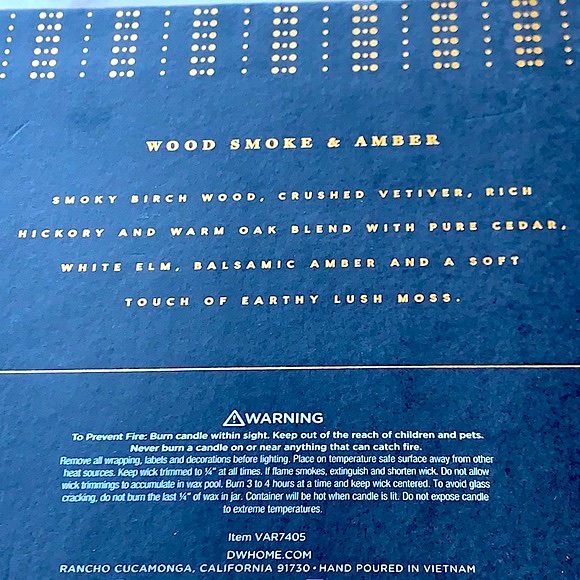 WOOD SMOKE & AMBER
SMOKY BIRCH WOOD, CRUSHED VETIVER, RICH
HICKORY AND WARM OAK BLEND WITH PURE CEDAR,
WHITE ELM, BALSAMIC AMBER AND A SOFT
TOUCH OF EARTHY LUSH MOSS.
⚠WARNING
To Prevent Fire: Burn candle within sight. Keep out of the reach of children and pets.
Never burn a candle on or near anything that can catch fire.
Remove all wrapping, labels and decorations before lighting. Place on temperature safe surface away from other
heat sources. Keep wick trimmed to ¼" at all times. If flame smokes, extinguish and shorten wick. Do not allow
wick trimmings to accumulate in wax pool. Burn 3 to 4 hours at a time and keep wick centered. To avoid glass
cracking, do not burn the last ¼" of wax in jar. Container will be hot when candle is lit. Do not expose candle
to extreme temperatures.
Item VAR7405
DWHOME.COM
RANCHO CUCAMONGA, CALIFORNIA 91730 • HAND POURED IN VIETNAM